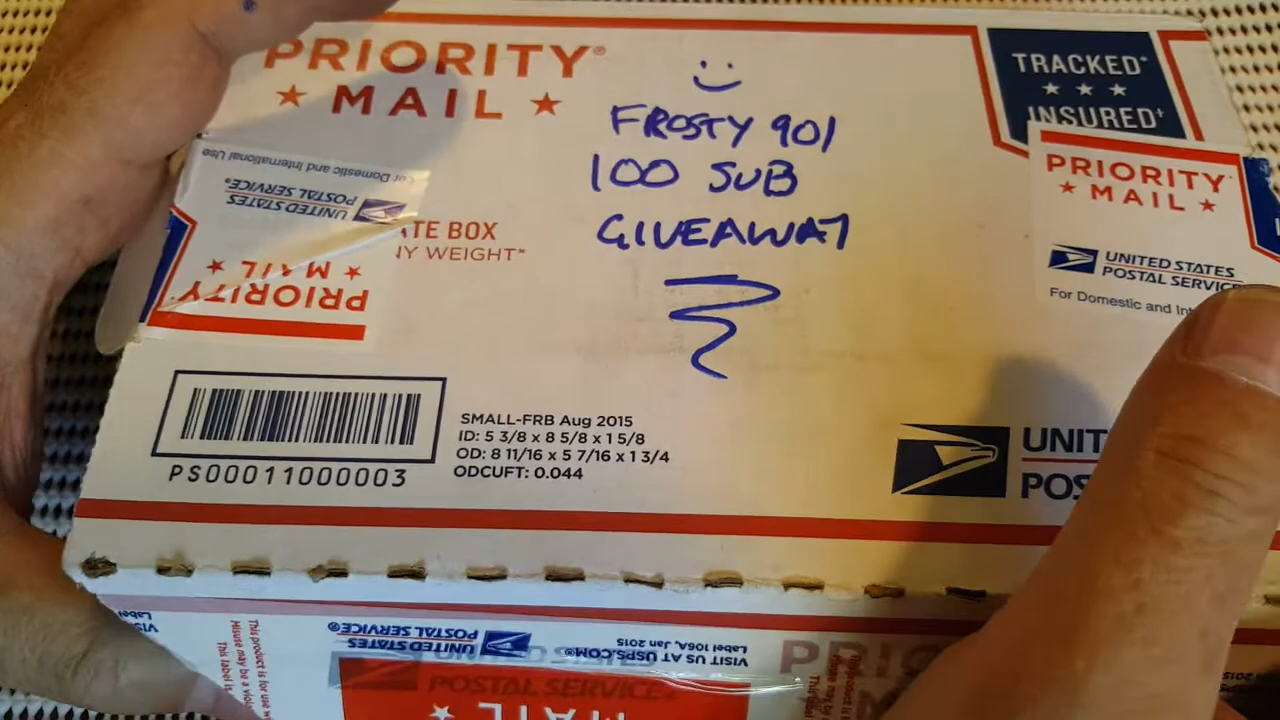 PRIORITY®
★ MAIL ★
TRACKED*
★ ★ ★
INSURED†
FROSTY 901
100 SUB
GIVEAWAY
PRIORITY
★ MAIL ★
UNITED STATES
POSTAL SERVICE
For Domestic and
For Domestic and International Use
UNITED STATES
POSTAL SERVICE®
PRIORITY
★ MAIL ★
ATE BOX
NY WEIGHT
PS00011000003
SMALL-FRB Aug 2015
ID: 5 3/8 x 8 5/8 x 1 5/8
OD: 8 11/16 x 5 7/16 x 1 3/4
ODCUFT: 0.044
UNIT
POS
UNITED STATES
POSTAL SERVICE®
VISIT US AT USPS.COM®
Label 106A, Jan 2015
POSTAL SERVICE
MAIL